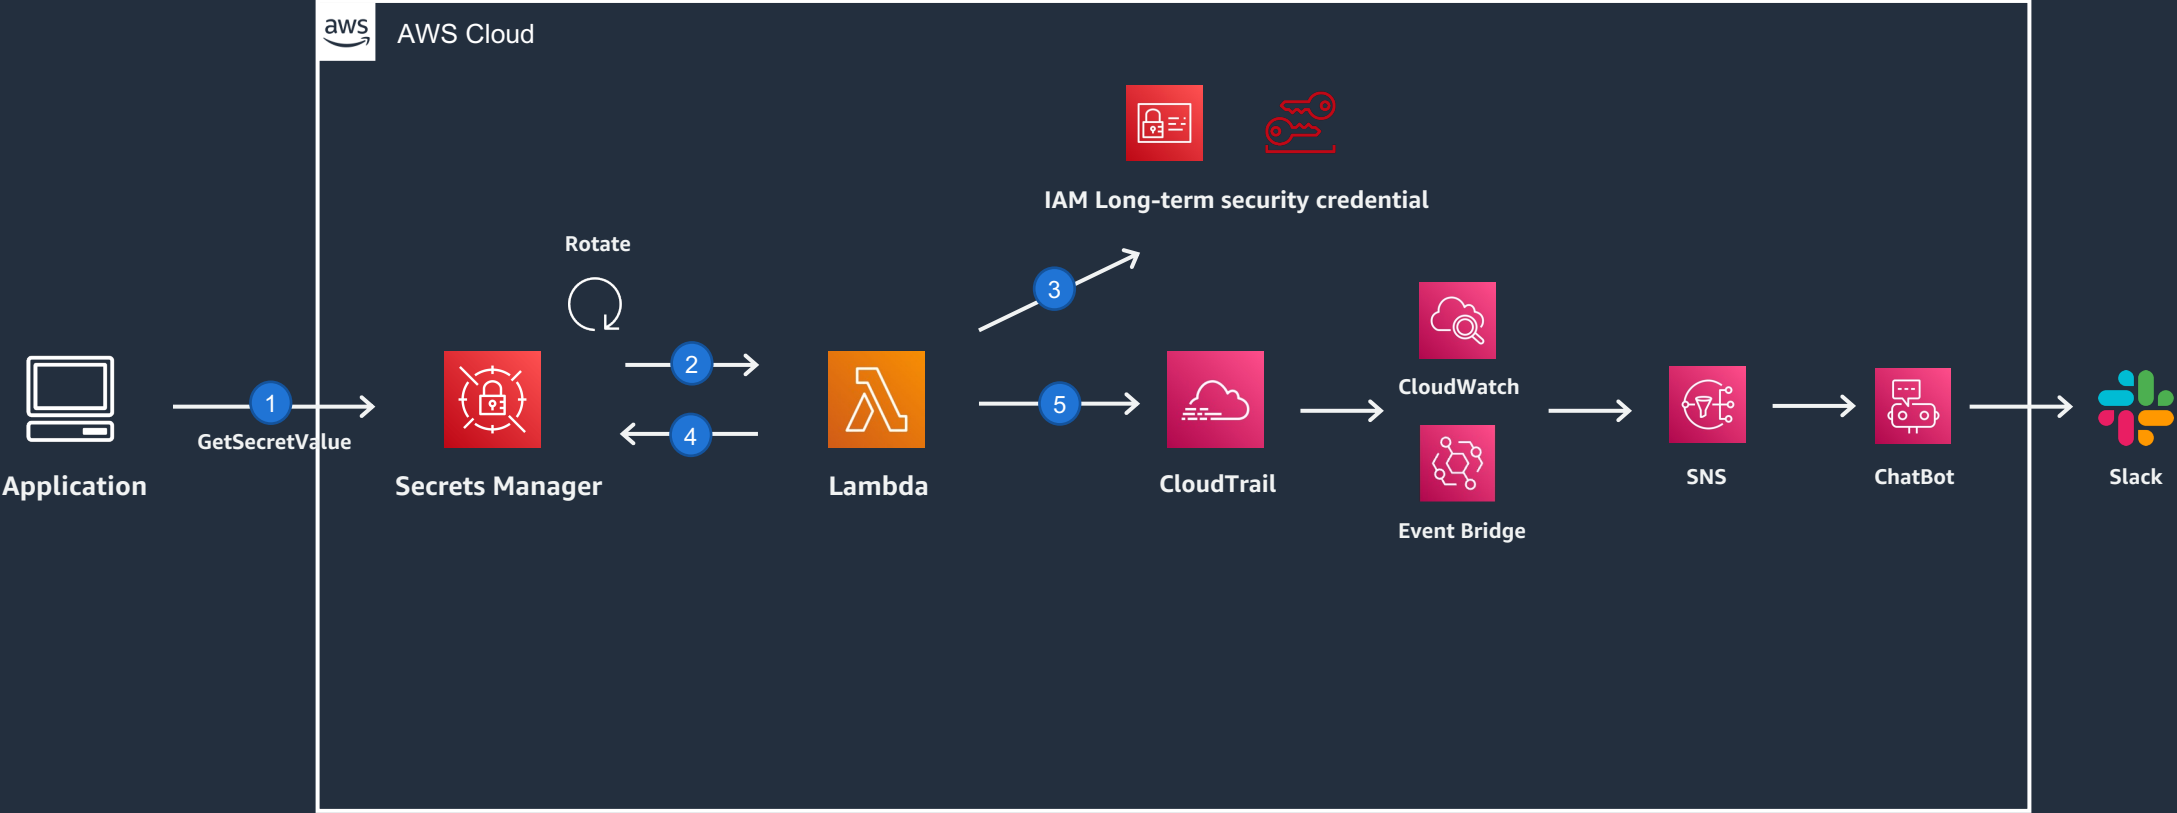 aws
AWS Cloud
IAM Long-term security credential
Rotate
1
GetSecretValue
2
3
4
5
Application
Secrets Manager
Lambda
CloudTrail
CloudWatch
Event Bridge
SNS
ChatBot
Slack